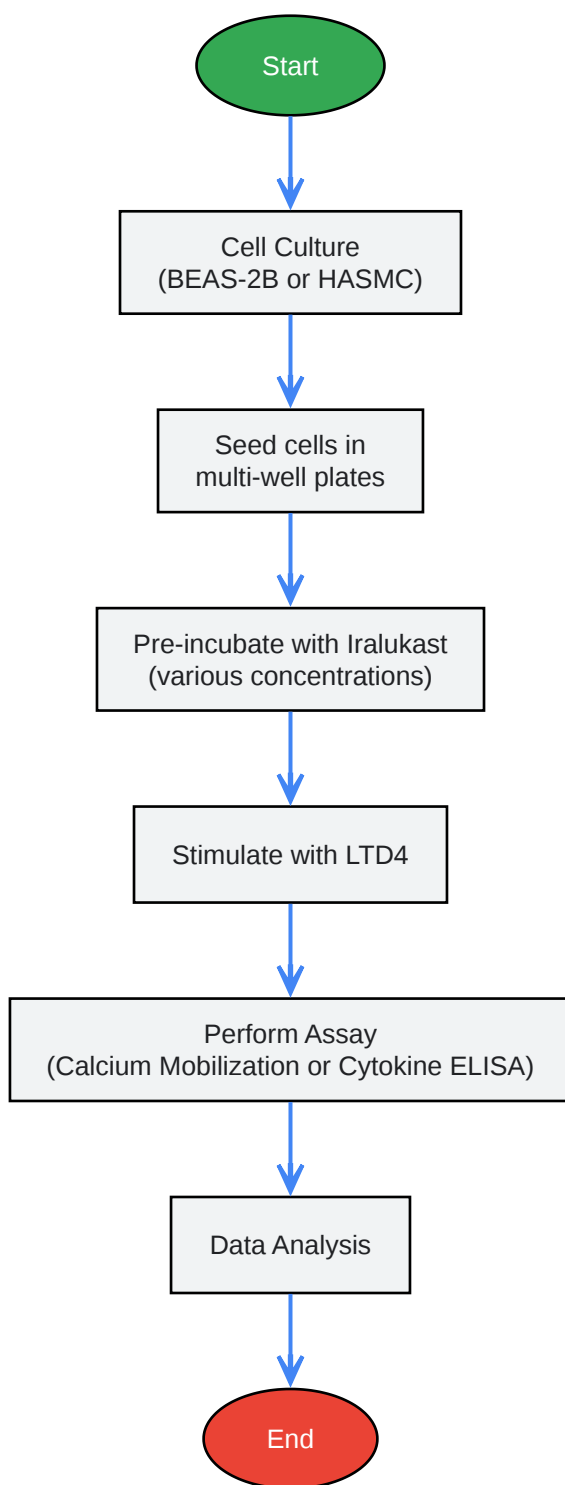 Start
Cell Culture
(BEAS-2B or HASMC)
Seed cells in
multi-well plates
Pre-incubate with Iralukast
(various concentrations)
Stimulate with LTD4
Perform Assay
(Calcium Mobilization or Cytokine ELISA)
Data Analysis
End